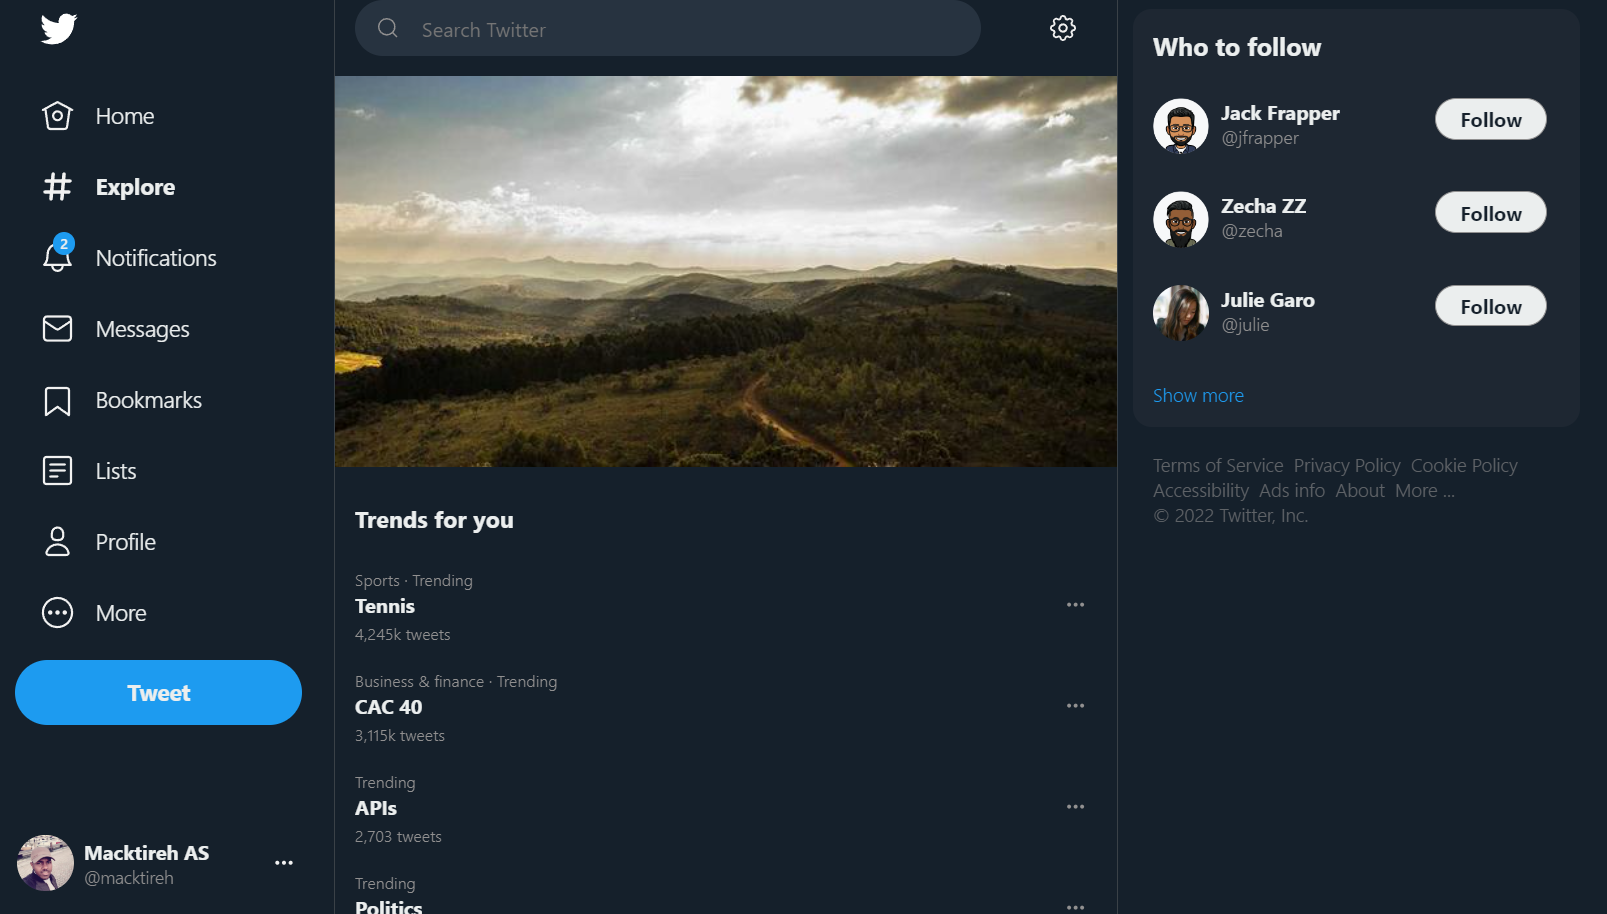 Home
Explore
2
Notifications
Messages
Bookmarks
Lists
Profile
More
Tweet
Macktireh AS
@macktireh
Search Twitter
Trends for you
Sports · Trending
Tennis
4,245k tweets
Business & finance · Trending
CAC 40
3,115k tweets
Trending
APIs
2,703 tweets
Trending
Politics
Who to follow
Jack Frapper
@jfrapper
Follow
Zecha ZZ
@zecha
Follow
Julie Garo
@julie
Follow
Show more
Terms of Service Privacy Policy Cookie Policy
Accessibility Ads info About More ...
© 2022 Twitter, Inc.